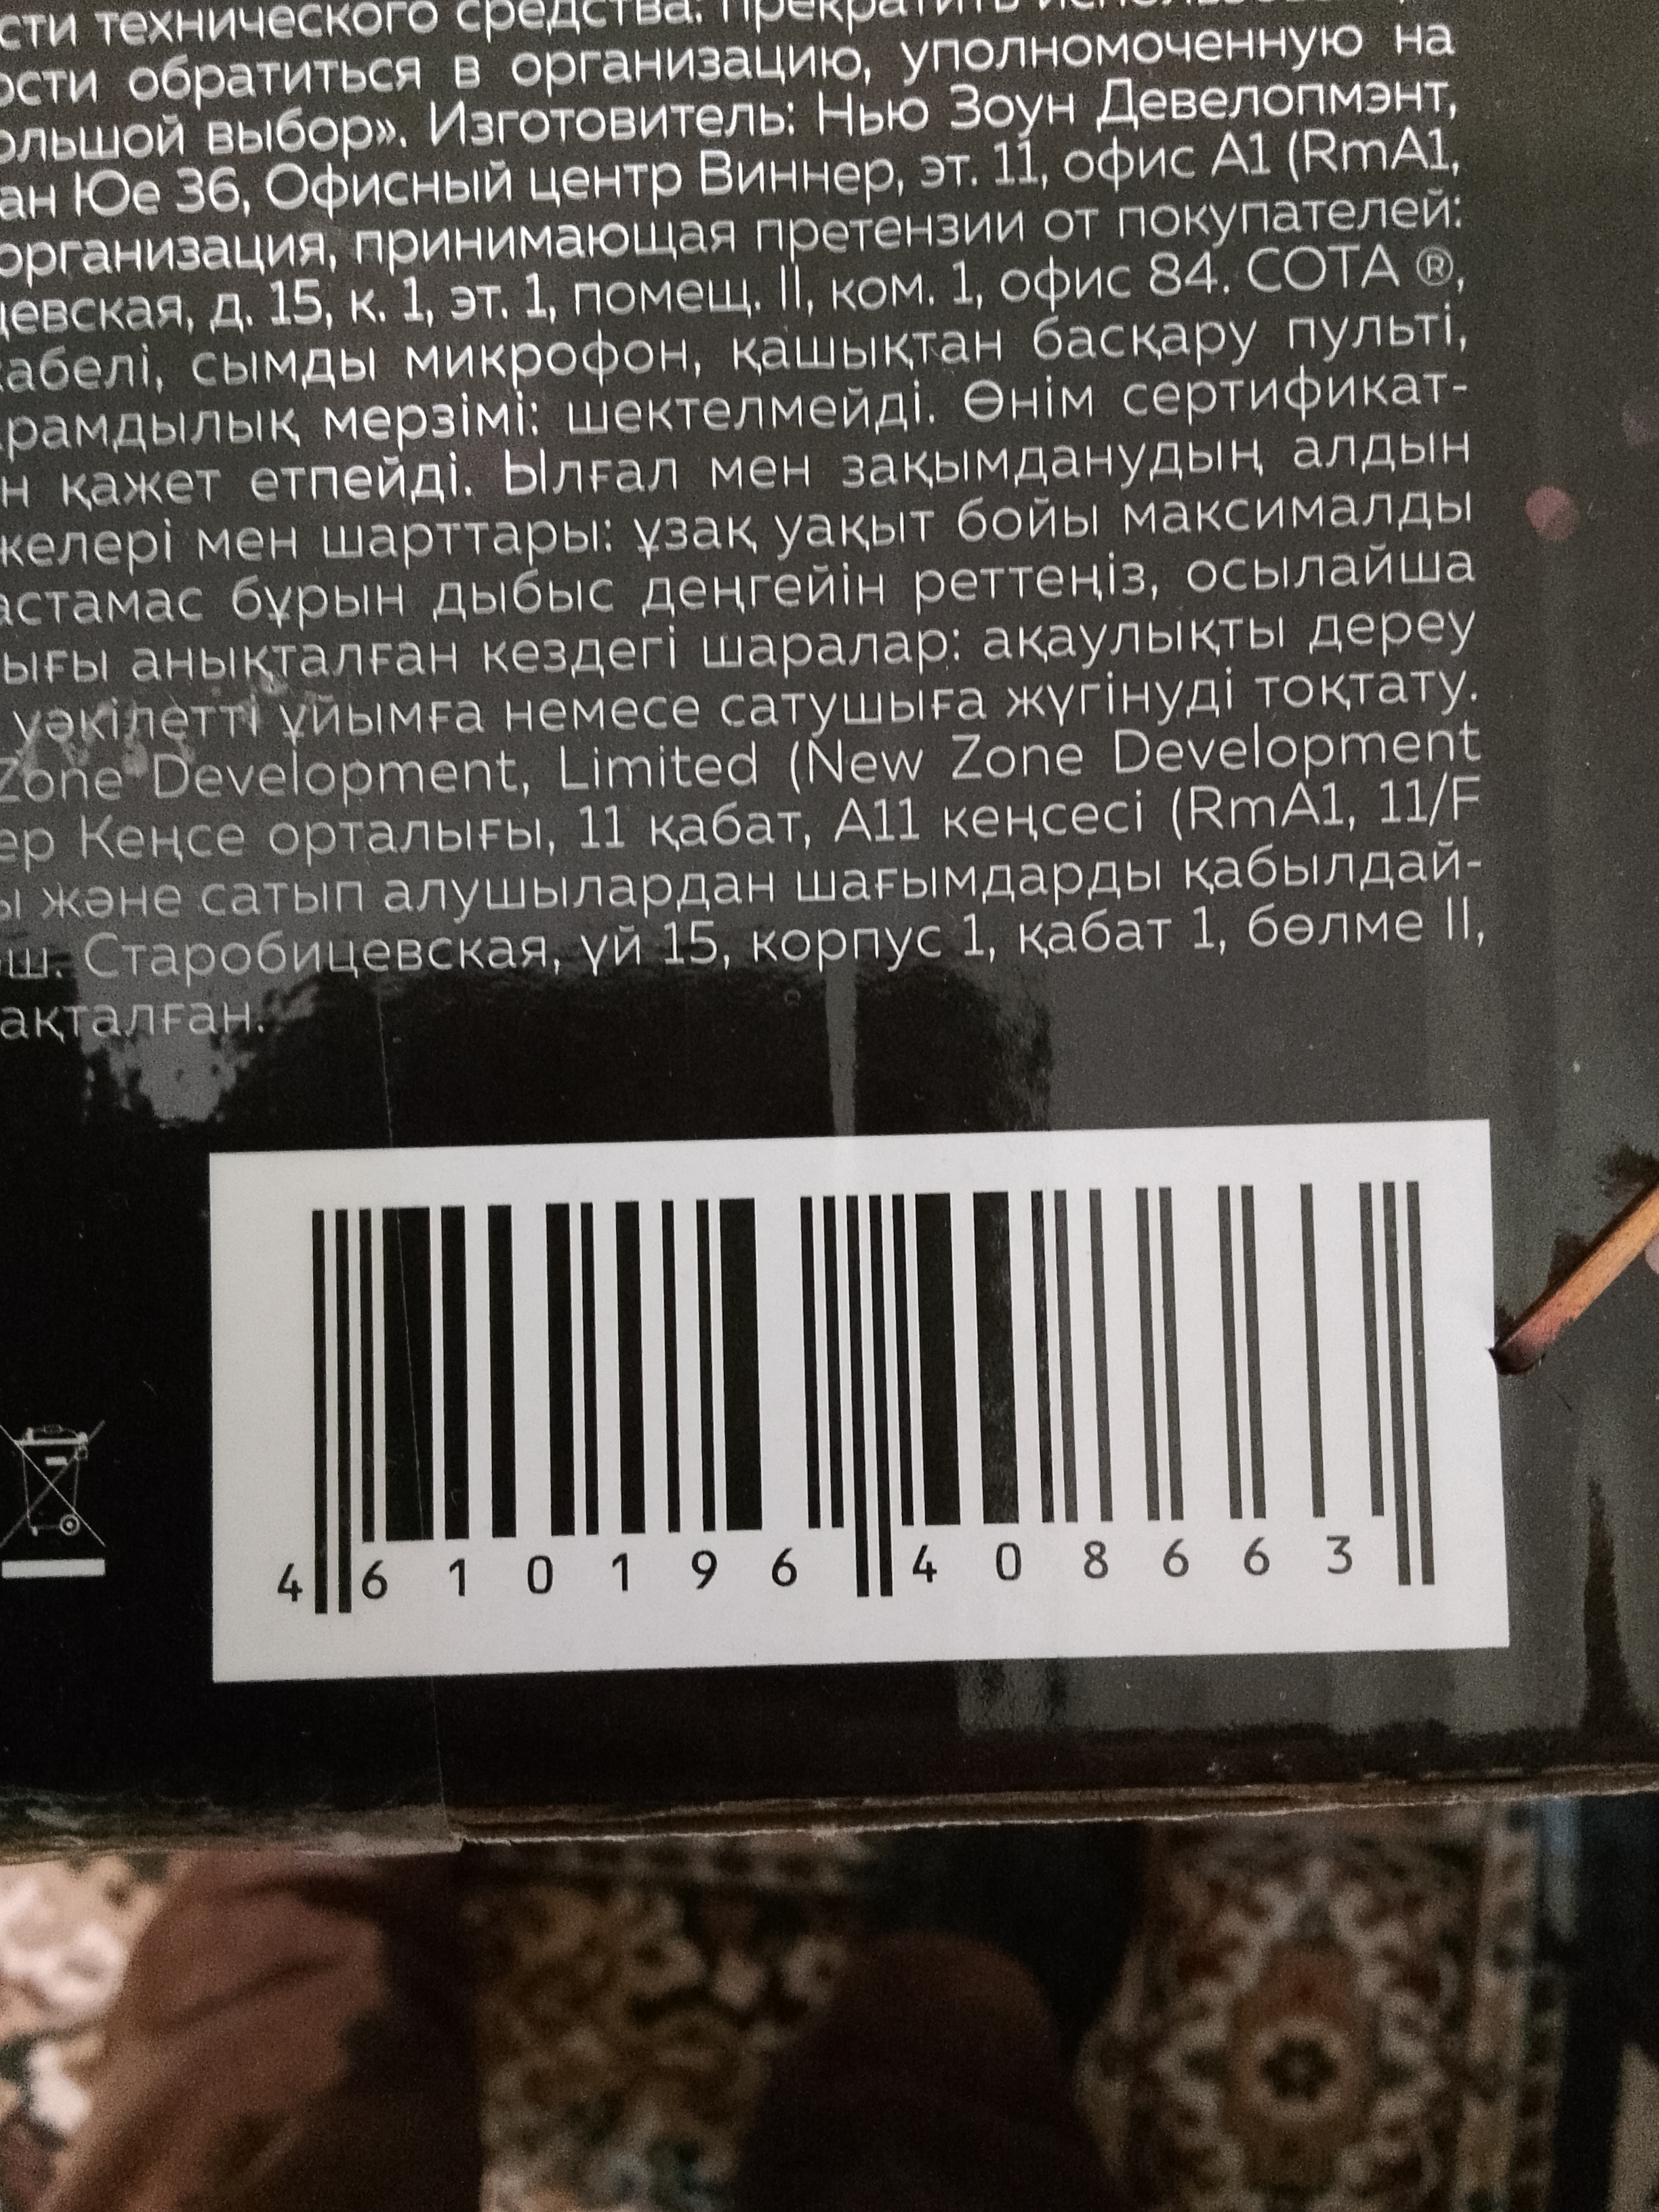 сти технического средства: Прекратить
ости обратиться в организацию, уполномоченную на
ольшой выбор». Изготовитель: Нью Зоун Девелопмэнт,
ан Юе 36, Офисный центр Виннер, эт. 11, офис А1 (RmA1,
организация, принимающая претензии от покупателей:
цевская, д. 15, к. 1, эт. 1, помещ. II, ком. 1, офис 84. СОТА ®,
кабелі, сымды микрофон, қашықтан басқару пульті,
рамдылық мерзімі: шектелмейді. Өнім сертификат-
н қажет етпейді. Ылғал мен зақымданудың алдын
келері мен шарттары: ұзақ уақыт бойы максималды
астамас бұрын дыбыс деңгейін реттеңіз, осылайша
ығы анықталған кездегі шаралар: ақаулықты дереу
уәкілетті ұйымға немесе сатушыға жүгінуді тоқтату.
Zone Development, Limited (New Zone Development
ер Кеңсе орталығы, 11 қабат, А11 кеңсесі (RmA1, 11/F
ы және сатып алушылардан шағымдарды қабылдай-
ш. Старобицевская, үй 15, корпус 1, қабат 1, бөлме II,
ақталған.
4 610196 408663